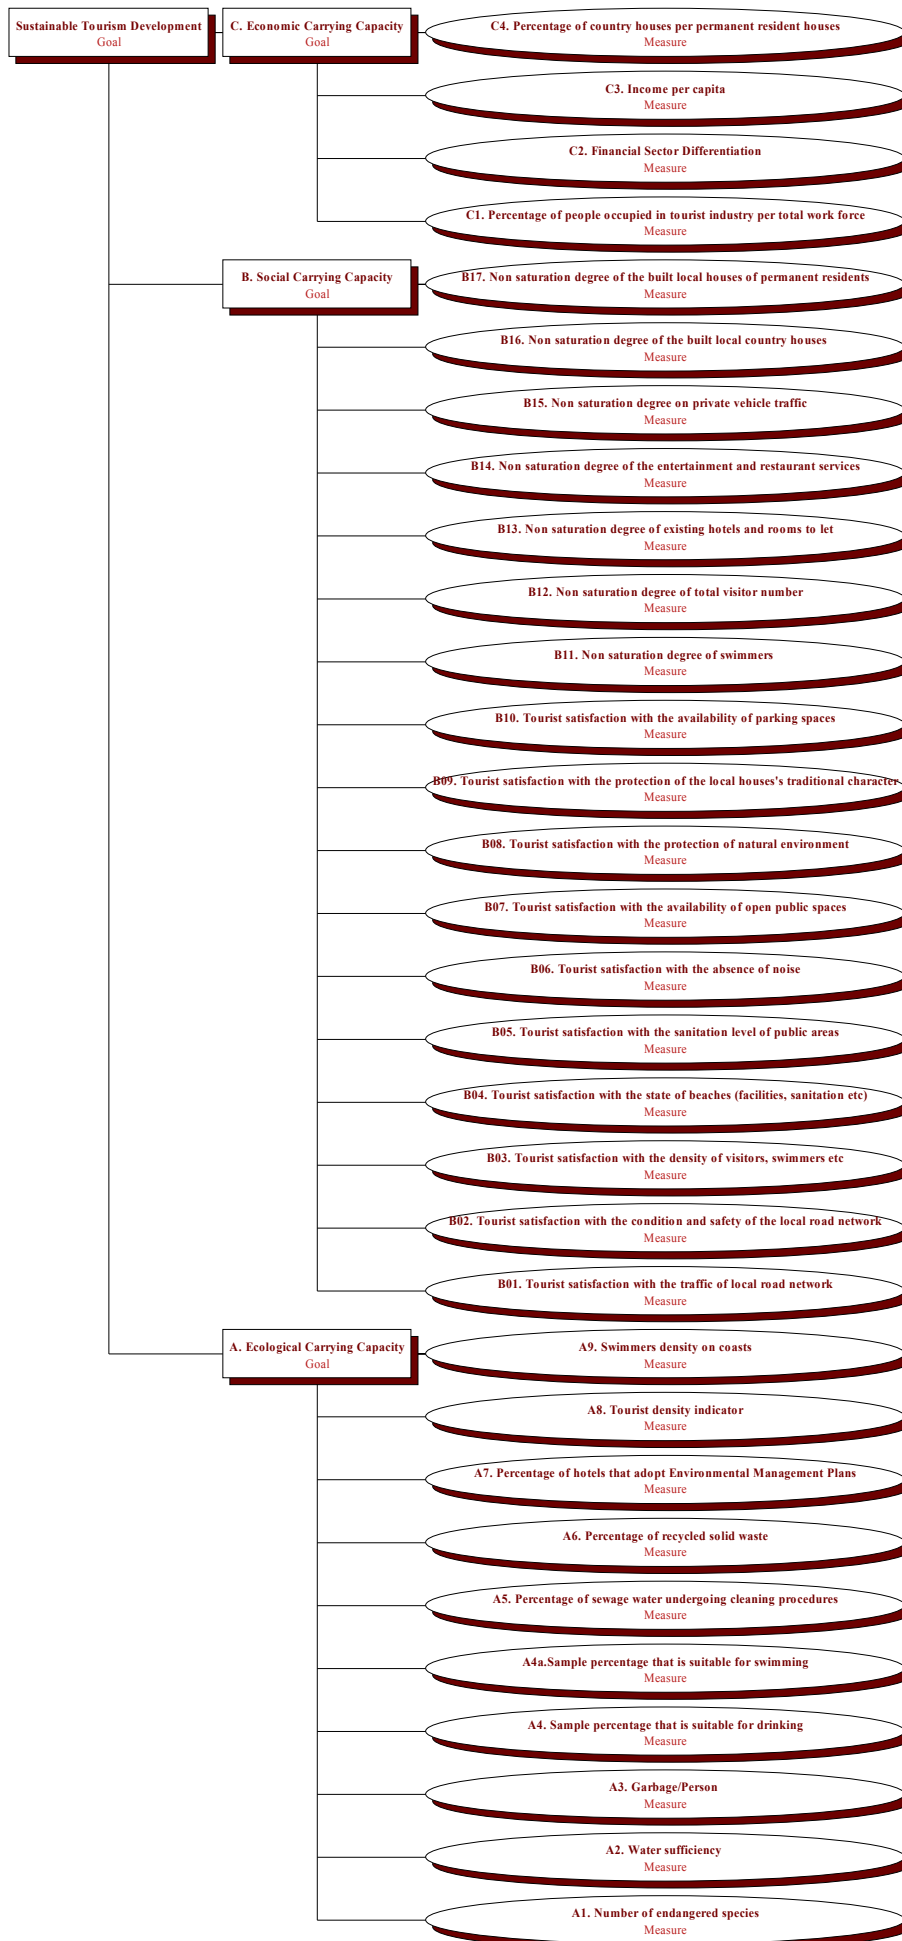 Sustainable Tourism Development
Goal
C. Economic Carrying Capacity
Goal
C4. Percentage of country houses per permanent resident houses
Measure
C3. Income per capita
Measure
C2. Financial Sector Differentiation
Measure
C1. Percentage of people occupied in tourist industry per total work force
Measure
B. Social Carrying Capacity
Goal
B17. Non saturation degree of the built local houses of permanent residents
Measure
B16. Non saturation degree of the built local country houses
Measure
B15. Non saturation degree on private vehicle traffic
Measure
B14. Non saturation degree of the entertainment and restaurant services
Measure
B13. Non saturation degree of existing hotels and rooms to let
Measure
B12. Non saturation degree of total visitor number
Measure
B11. Non saturation degree of swimmers
Measure
B10. Tourist satisfaction with the availability of parking spaces
Measure
B09. Tourist satisfaction with the protection of the local houses's traditional character
Measure
B08. Tourist satisfaction with the protection of natural environment
Measure
B07. Tourist satisfaction with the availability of open public spaces
Measure
B06. Tourist satisfaction with the absence of noise
Measure
B05. Tourist satisfaction with the sanitation level of public areas
Measure
B04. Tourist satisfaction with the state of beaches (facilities, sanitation etc)
Measure
B03. Tourist satisfaction with the density of visitors, swimmers etc
Measure
B02. Tourist satisfaction with the condition and safety of the local road network
Measure
B01. Tourist satisfaction with the traffic of local road network
Measure
A. Ecological Carrying Capacity
Goal
A9. Swimmers density on coasts
Measure
A8. Tourist density indicator
Measure
A7. Percentage of hotels that adopt Environmental Management Plans
Measure
A6. Percentage of recycled solid waste
Measure
A5. Percentage of sewage water undergoing cleaning procedures
Measure
A4a.Sample percentage that is suitable for swimming
Measure
A4. Sample percentage that is suitable for drinking
Measure
A3. Garbage/Person
Measure
A2. Water sufficiency
Measure
A1. Number of endangered species
Measure